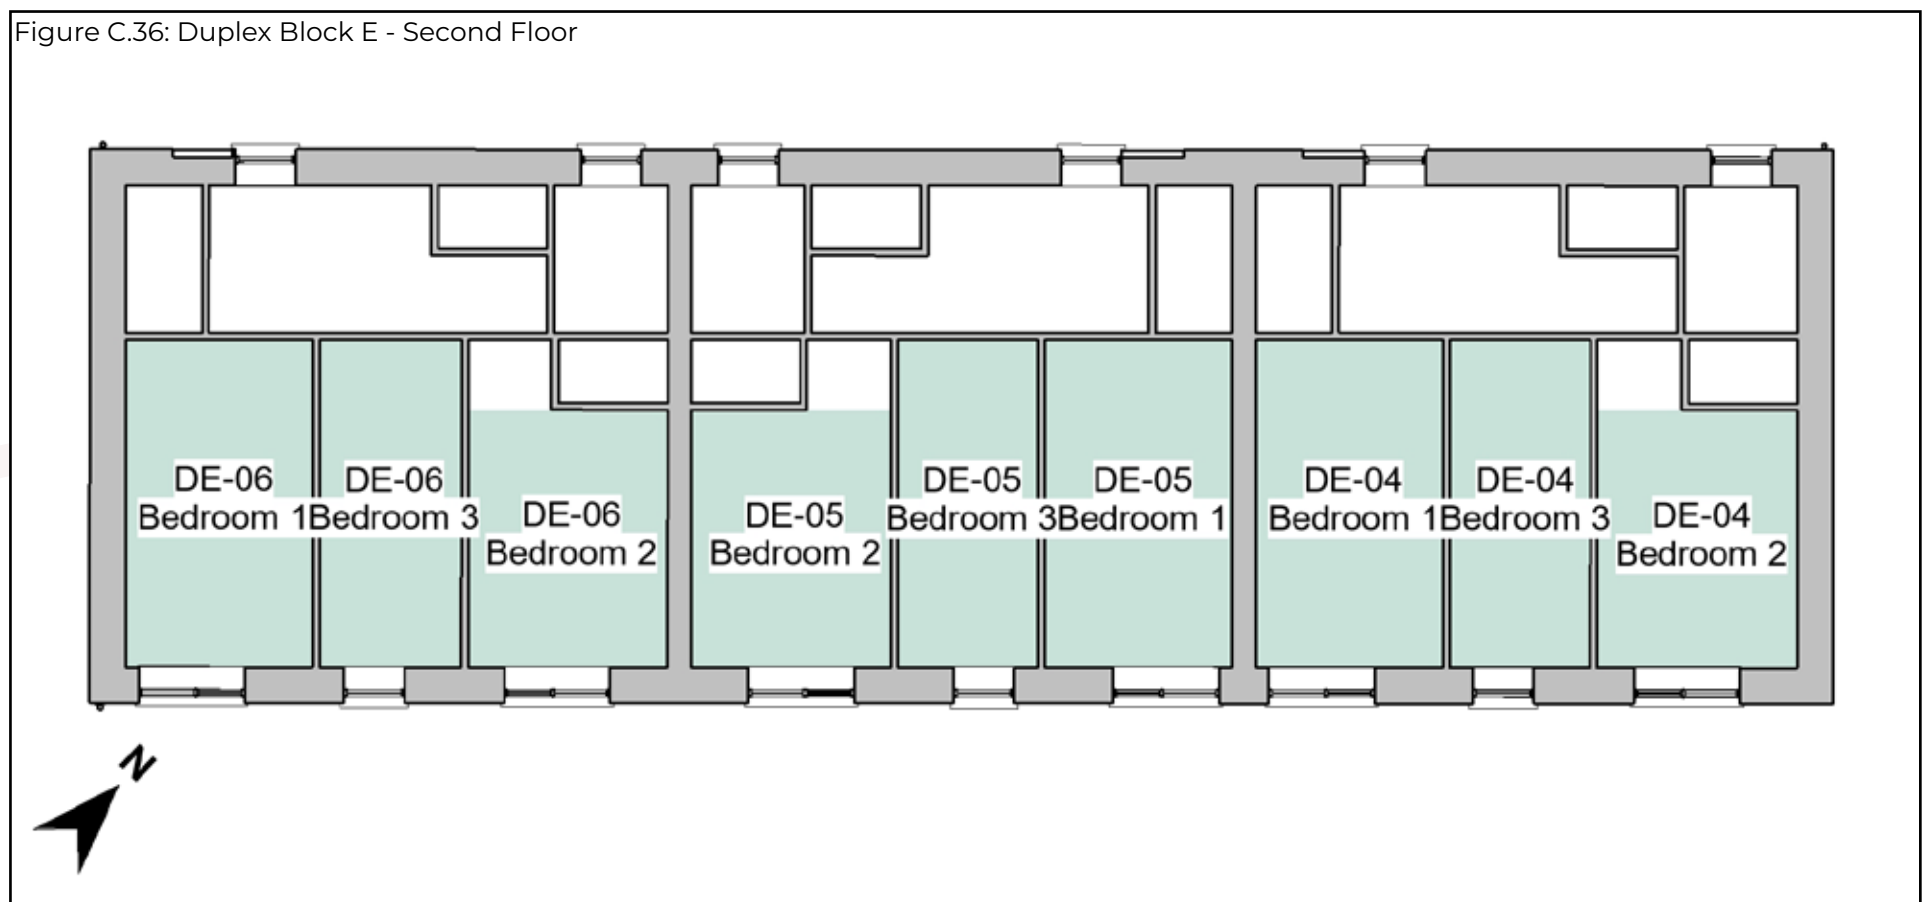 Figure C.36: Duplex Block E - Second Floor
DE-06
Bedroom 1
DE-06
Bedroom 3
DE-06
Bedroom 2
DE-05
Bedroom 2
DE-05
Bedroom 3
DE-05
Bedroom 1
DE-04
Bedroom 1
DE-04
Bedroom 3
DE-04
Bedroom 2
N